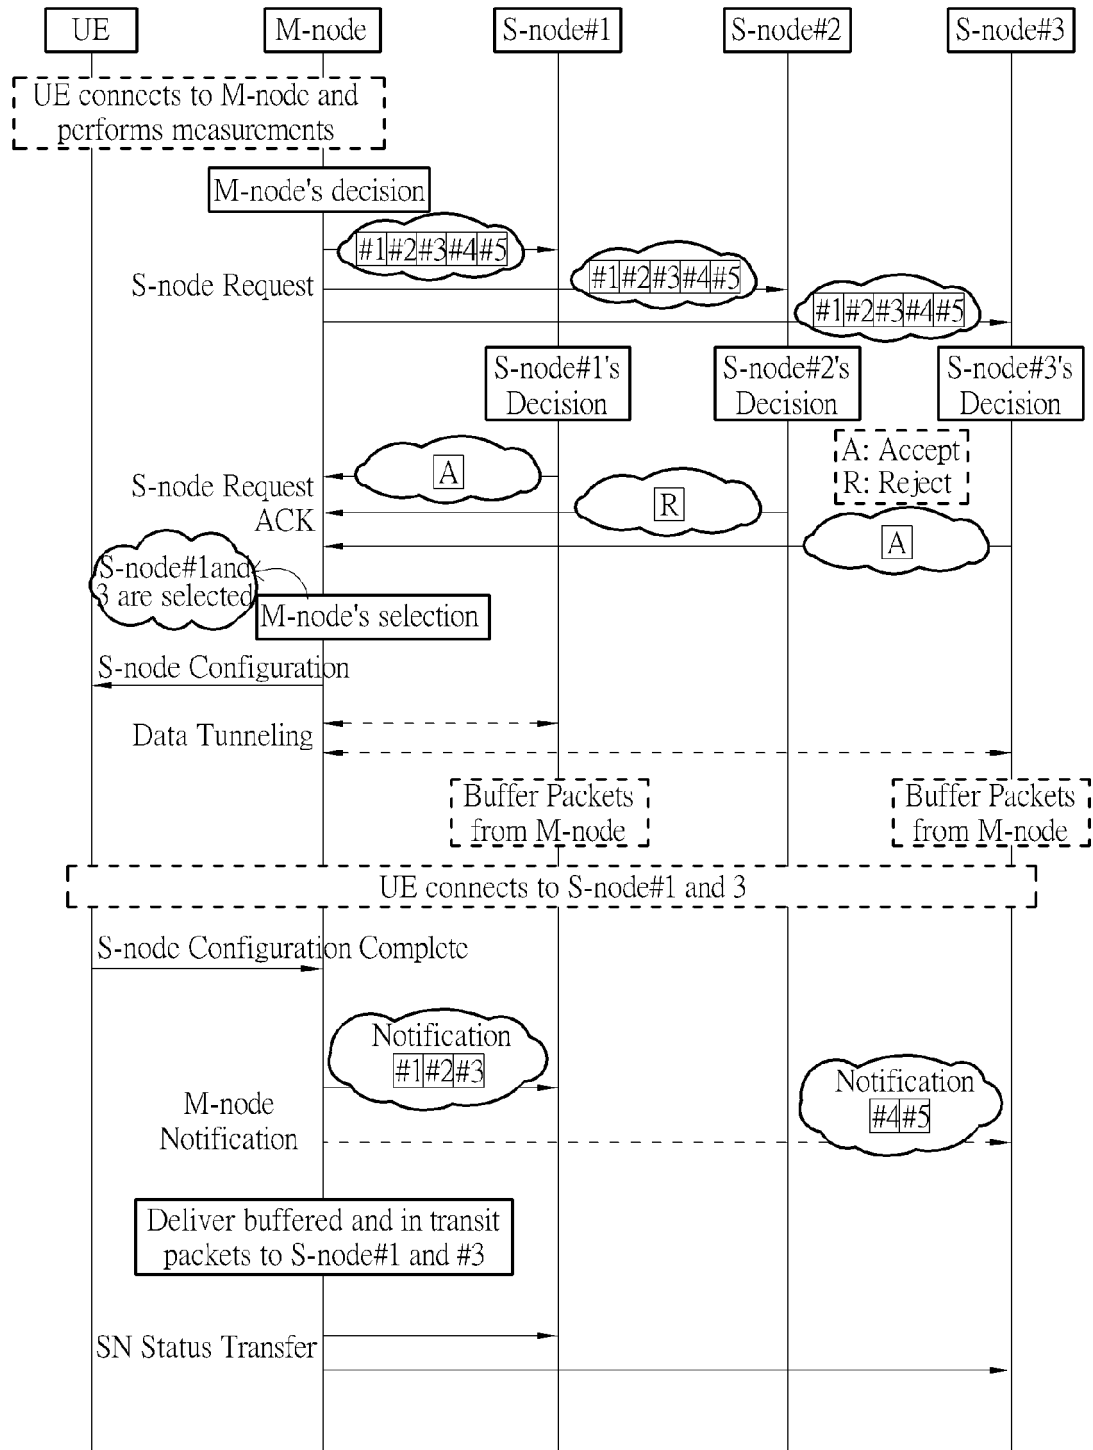 UE
M-node
S-node#1
S-node#2
S-node#3
UE connects to M-node and
performs measurements
M-node's decision
#1 #2 #3 #4 #5
#1 #2 #3 #4 #5
S-node Request
#1 #2 #3 #4 #5
S-node#1's
Decision
S-node#2's
Decision
S-node#3's
Decision
A: Accept
R: Reject
A
S-node Request
ACK
R
A
S-node#1and
3 are selected
M-node's selection
S-node Configuration
Data Tunneling
Buffer Packets
from M-node
Buffer Packets
from M-node
UE connects to S-node#1 and 3
S-node Configuration Complete
Notification
#1 #2 #3
Notification
#4 #5
M-node
Notification
Deliver buffered and in transit
packets to S-node#1 and #3
SN Status Transfer